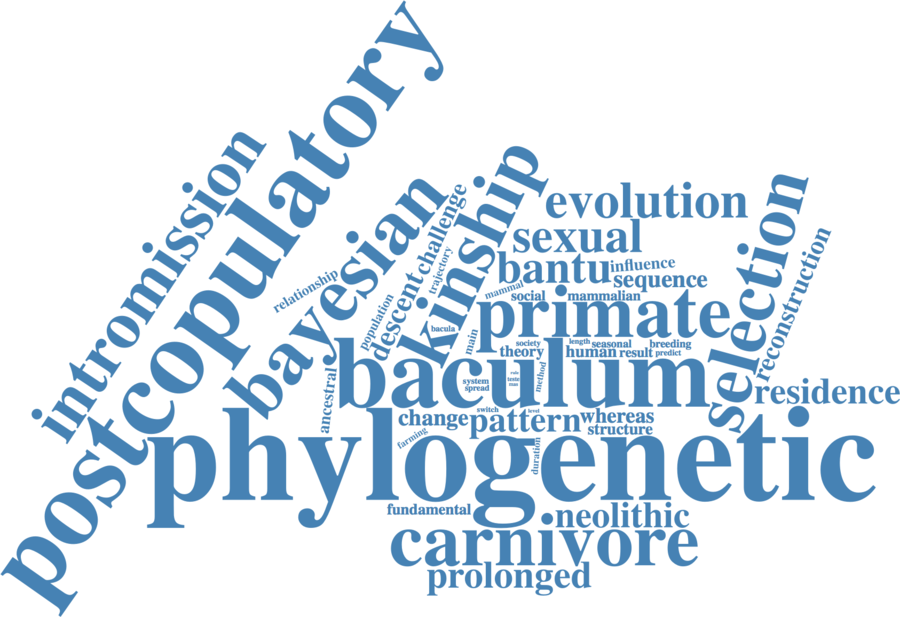 postcopulatory
intromission
bayesian
kinship
evolution
sexual
selection
bantu
influence
sequence
challenge
descent
trajectory
population
relationship
mammal
social
mammalian
primate
reconstruction
bacula
main
society
length
seasonal
breeding
theory
human
result
predict
baculum
ancestral
system
spread
method
residence
change
switch
pattern
level
whereas
structure
farming
duration
phylogenetic
fundamental
neolithic
carnivore
prolonged